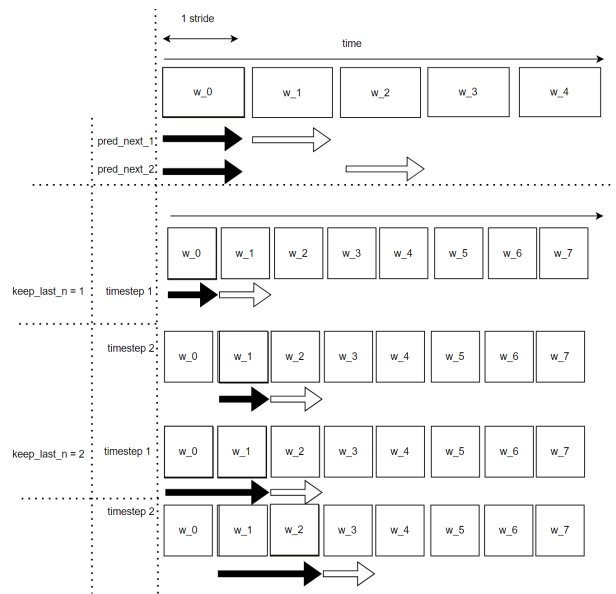 1 stride
time
w_0 w_1 w_2 w_3 w_4
pred_next_1
pred_next_2
w_0 w_1 w_2 w_3 w_4 w_5 w_6 w_7
keep_last_n = 1 timestep 1
timestep 2
w_0 w_1 w_2 w_3 w_4 w_5 w_6 w_7
keep_last_n = 2 timestep 1
w_0 w_1 w_2 w_3 w_4 w_5 w_6 w_7
timestep 2
w_0 w_1 w_2 w_3 w_4 w_5 w_6 w_7